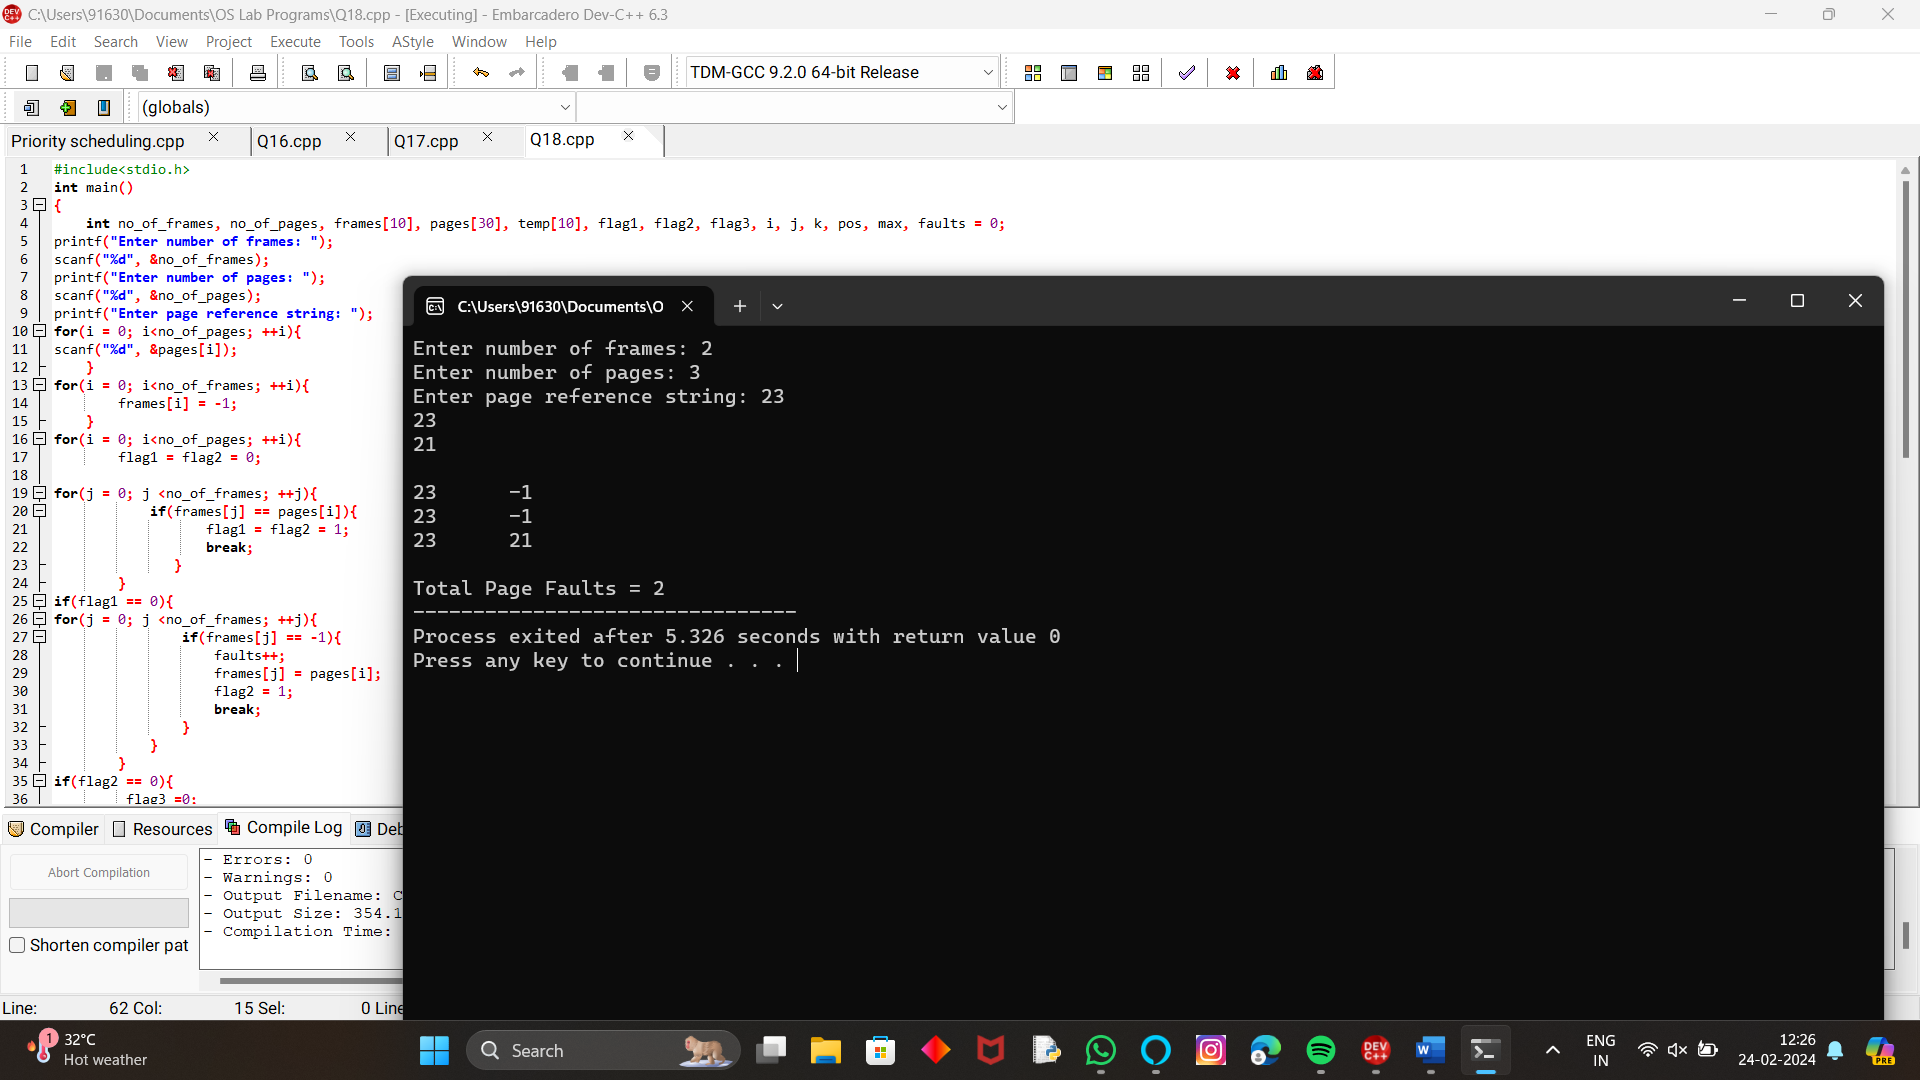 C:\Users\91630\Documents\OS Lab Programs\Q18.cpp - [Executing] - Embarcadero Dev-C++ 6.3
File Edit Search View Project Execute Tools AStyle Window Help
TDM-GCC 9.2.0 64-bit Release
(globals)
Priority scheduling.cpp Q16.cpp Q17.cpp Q18.cpp
1 #include<stdio.h>
2 int main()
3 {
4 int no_of_frames, no_of_pages, frames[10], pages[30], temp[10], flag1, flag2, flag3, i, j, k, pos, max, faults = 0;
5 printf("Enter number of frames: ");
6 scanf("%d", &no_of_frames);
7 printf("Enter number of pages: ");
8 scanf("%d", &no_of_pages);
9 printf("Enter page reference string: ");
10 for(i = 0; i<no_of_pages; ++i){
11 scanf("%d", &pages[i]);
12 }
13 for(i = 0; i<no_of_frames; ++i){
14 frames[i] = -1;
15 }
16 for(i = 0; i<no_of_pages; ++i){
17 flag1 = flag2 = 0;
18
19 for(j = 0; j <no_of_frames; ++j){
20 if(frames[j] == pages[i]){
21 flag1 = flag2 = 1;
22 break;
23 }
24 }
25 if(flag1 == 0){
26 for(j = 0; j <no_of_frames; ++j){
27 if(frames[j] == -1){
28 faults++;
29 frames[j] = pages[i];
30 flag2 = 1;
31 break;
32 }
33 }
34 }
35 if(flag2 == 0){
36 flag3 =0;
C:\Users\91630\Documents\O
Enter number of frames: 2
Enter number of pages: 3
Enter page reference string: 23
23
21
23 -1
23 -1
23 21
Total Page Faults = 2
--------------------------------
Process exited after 5.326 seconds with return value 0
Press any key to continue . . .
Compiler Resources Compile Log Deb
Abort Compilation
Shorten compiler pat
- Errors: 0
- Warnings: 0
- Output Filename: C
- Output Size: 354.1
- Compilation Time:
Line: 62 Col: 15 Sel: 0 Line
1
32°C
Hot weather
Search
DEV C++
W
PRE
ENG
IN
12:26
24-02-2024